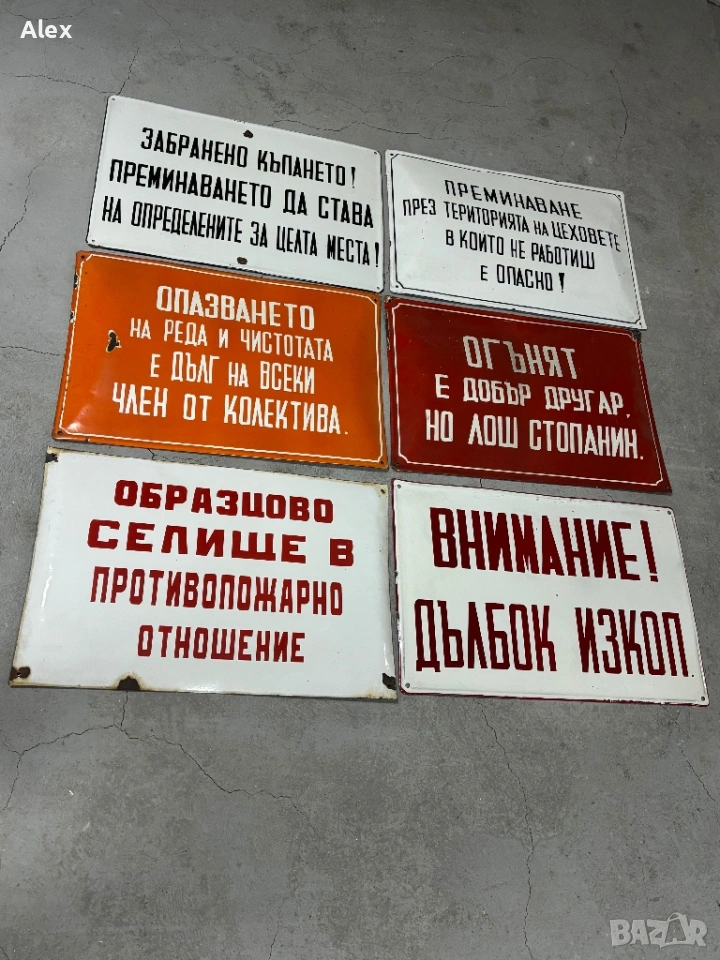 Alex
ЗАБРАНЕНО КЪПАНЕТО!
ПРЕМИНАВАНЕТО ДА СТАВА
НА ОПРЕДЕЛЕНИТЕ ЗА ЦЕЛТА МЕСТА!
ПРЕМИНАВАНЕ
ПРЕЗ ТЕРИТОРИЯТА НА ЦЕХОВЕТЕ
В КОИТО НЕ РАБОТИШ
Е ОПАСНО!
ОПАЗВАНЕТО
НА РЕДА И ЧИСТОТАТА
Е ДЪЛГ НА ВСЕКИ
ЧЛЕН ОТ КОЛЕКТИВА.
ОГЪНЯТ
Е ДОБЪР ДРУГАР,
НО ЛОШ СТОПАНИН.
ОБРАЗЦОВО
СЕЛИЩЕ В
ПРОТИВОПОЖАРНО
ОТНОШЕНИЕ
ВНИМАНИЕ!
ДЪЛБОК ИЗКОП
BAZAR